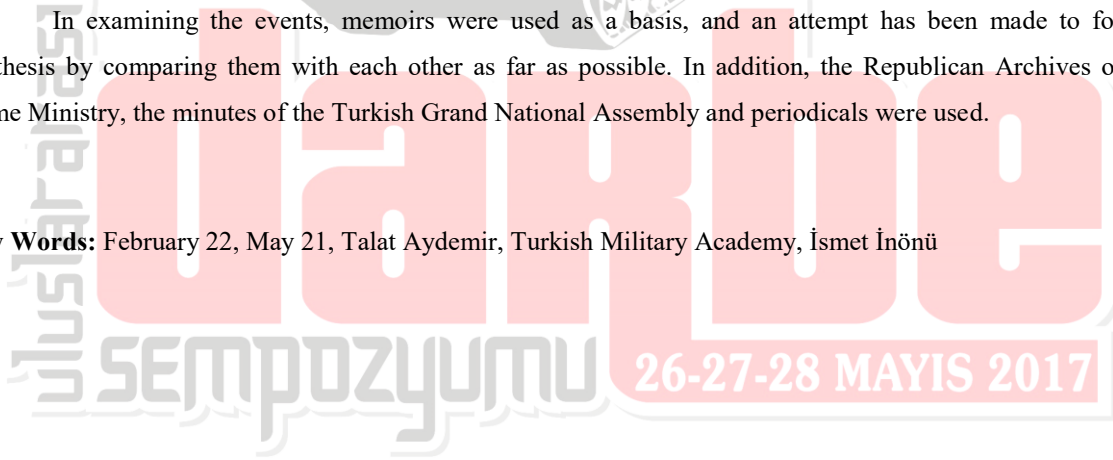 In examining the events, memoirs were used as a basis, and an attempt has been made to fo
thesis by comparing them with each other as far as possible. In addition, the Republican Archives o
me Ministry, the minutes of the Turkish Grand National Assembly and periodicals were used.
Words: February 22, May 21, Talat Aydemir, Turkish Military Academy, İsmet İnönü
uluslararası
darbe
SEMPOZYUMU
26-27-28 MAYIS 2017